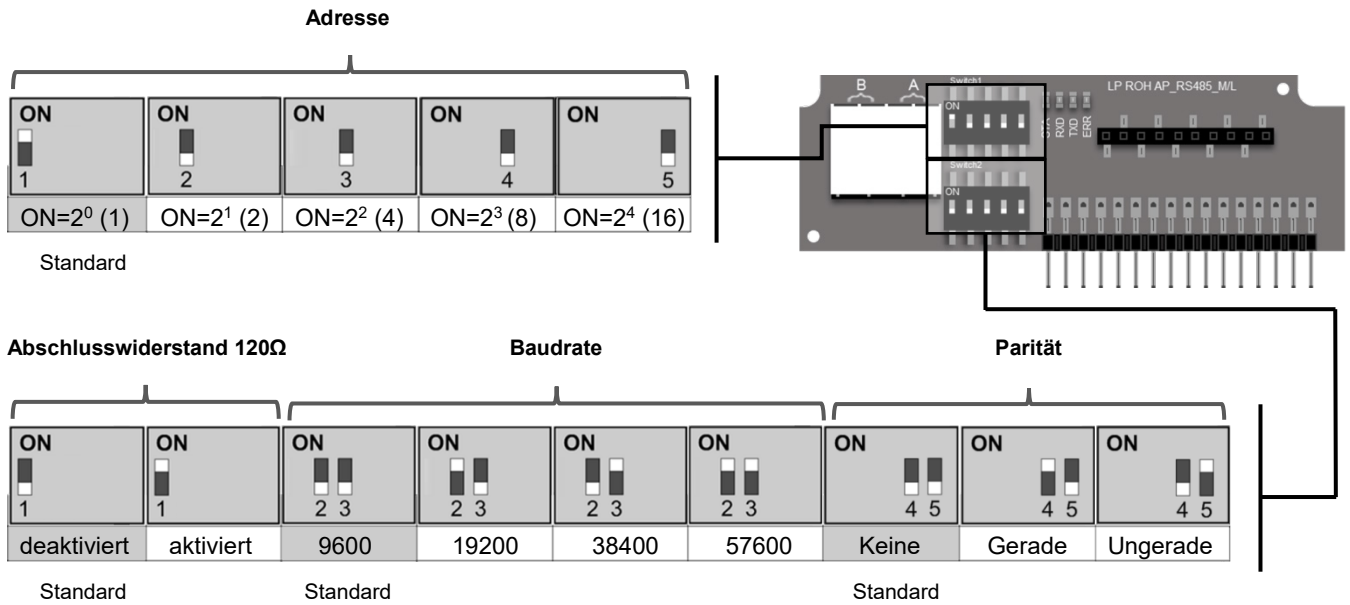 Adresse
ON ON ON ON ON
1 2 3 4 5
ON=2⁰ (1) ON=2¹ (2) ON=2² (4) ON=2³ (8) ON=2⁴ (16)
Standard
B A Switch1 LP ROH AP_RS485_M/L
ON
RXD
TXD
ERR
Switch2
ON
Abschlusswiderstand 120Ω Baudrate Parität
ON ON ON ON ON ON ON ON ON
1 1 2 3 2 3 2 3 2 3 4 5 4 5 4 5
deaktiviert aktiviert 9600 19200 38400 57600 Keine Gerade Ungerade
Standard Standard Standard